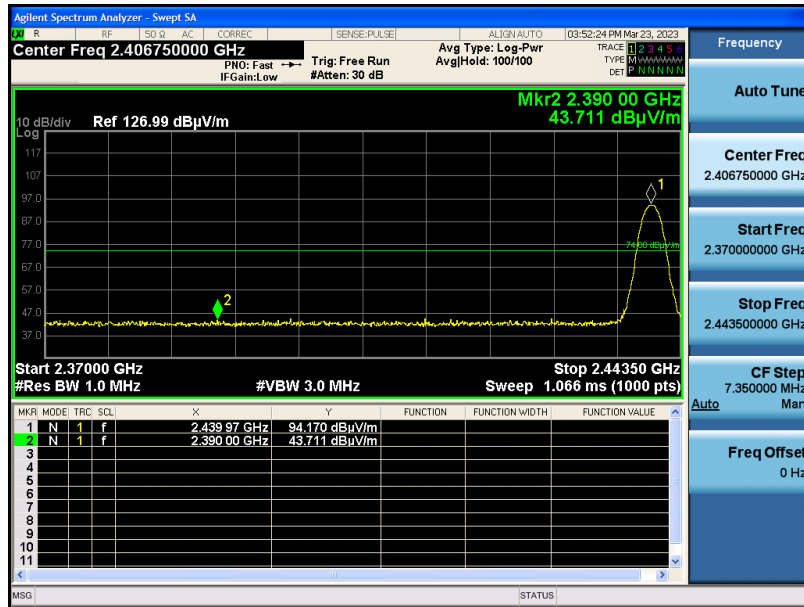 Agilent Spectrum Analyzer - Swept SA
LXI R RF 50 Ω AC CORREC SENSE:PULSE ALIGN AUTO 03:52:24 PM Mar 23, 2023
Center Freq 2.406750000 GHz
PNO: Fast
IFGain:Low
Trig: Free Run
#Atten: 30 dB
Avg Type: Log-Pwr
Avg|Hold: 100/100
TRACE 1 2 3 4 5 6
TYPE M
DET P N N N N N
Mkr2 2.390 00 GHz
43.711 dBµV/m
10 dB/div Ref 126.99 dBµV/m
Log
117
107
97.0
87.0
77.0
67.0
57.0
47.0
37.0
1
74.00 dBµV/m
2
Start 2.37000 GHz Stop 2.44350 GHz
#Res BW 1.0 MHz #VBW 3.0 MHz Sweep 1.066 ms (1000 pts)
MKR MODE TRC SCL X Y FUNCTION FUNCTION WIDTH FUNCTION VALUE
1 N 1 f 2.439 97 GHz 94.170 dBµV/m
2 N 1 f 2.390 00 GHz 43.711 dBµV/m
3
4
5
6
7
8
9
10
11
MSG STATUS
Frequency
Auto Tune
Center Freq
2.406750000 GHz
Start Freq
2.370000000 GHz
Stop Freq
2.443500000 GHz
CF Step
7.350000 MHz
Auto Man
Freq Offset
0 Hz